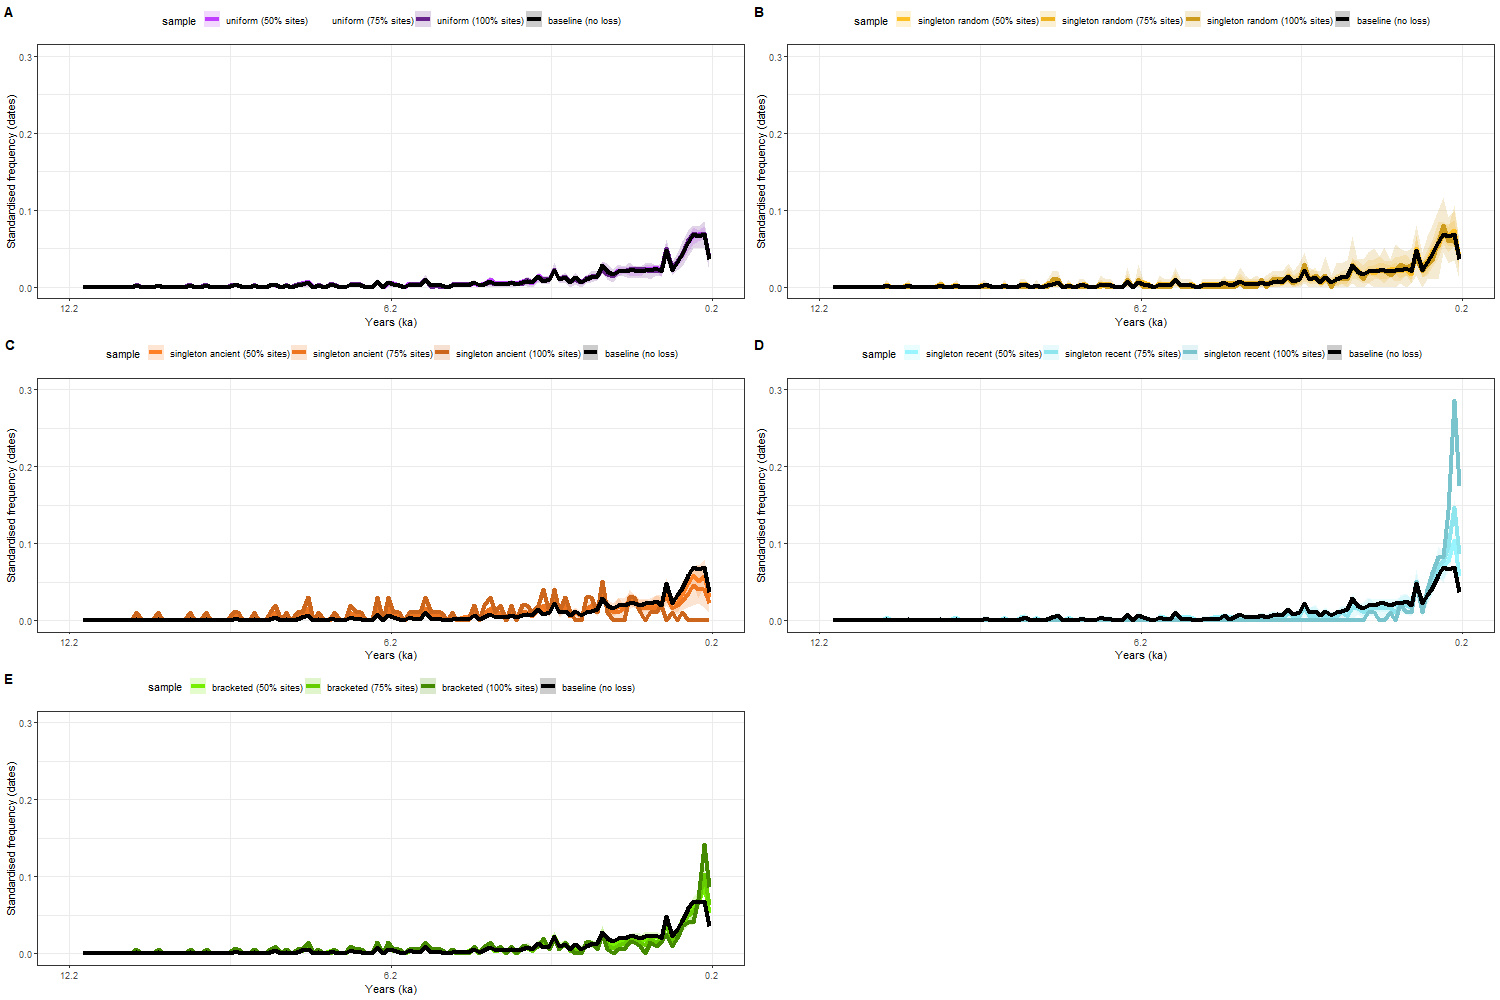 A
sample uniform (50% sites) uniform (75% sites) uniform (100% sites) baseline (no loss)
Standardised frequency (dates)
0.3
0.2
0.1
0.0
12.2 6.2 0.2
Years (ka)
B
sample singleton random (50% sites) singleton random (75% sites) singleton random (100% sites) baseline (no loss)
Standardised frequency (dates)
0.3
0.2
0.1
0.0
12.2 6.2 0.2
Years (ka)
C
sample singleton ancient (50% sites) singleton ancient (75% sites) singleton ancient (100% sites) baseline (no loss)
Standardised frequency (dates)
0.3
0.2
0.1
0.0
12.2 6.2 0.2
Years (ka)
D
sample singleton recent (50% sites) singleton recent (75% sites) singleton recent (100% sites) baseline (no loss)
Standardised frequency (dates)
0.3
0.2
0.1
0.0
12.2 6.2 0.2
Years (ka)
E
sample bracketed (50% sites) bracketed (75% sites) bracketed (100% sites) baseline (no loss)
Standardised frequency (dates)
0.3
0.2
0.1
0.0
12.2 6.2 0.2
Years (ka)